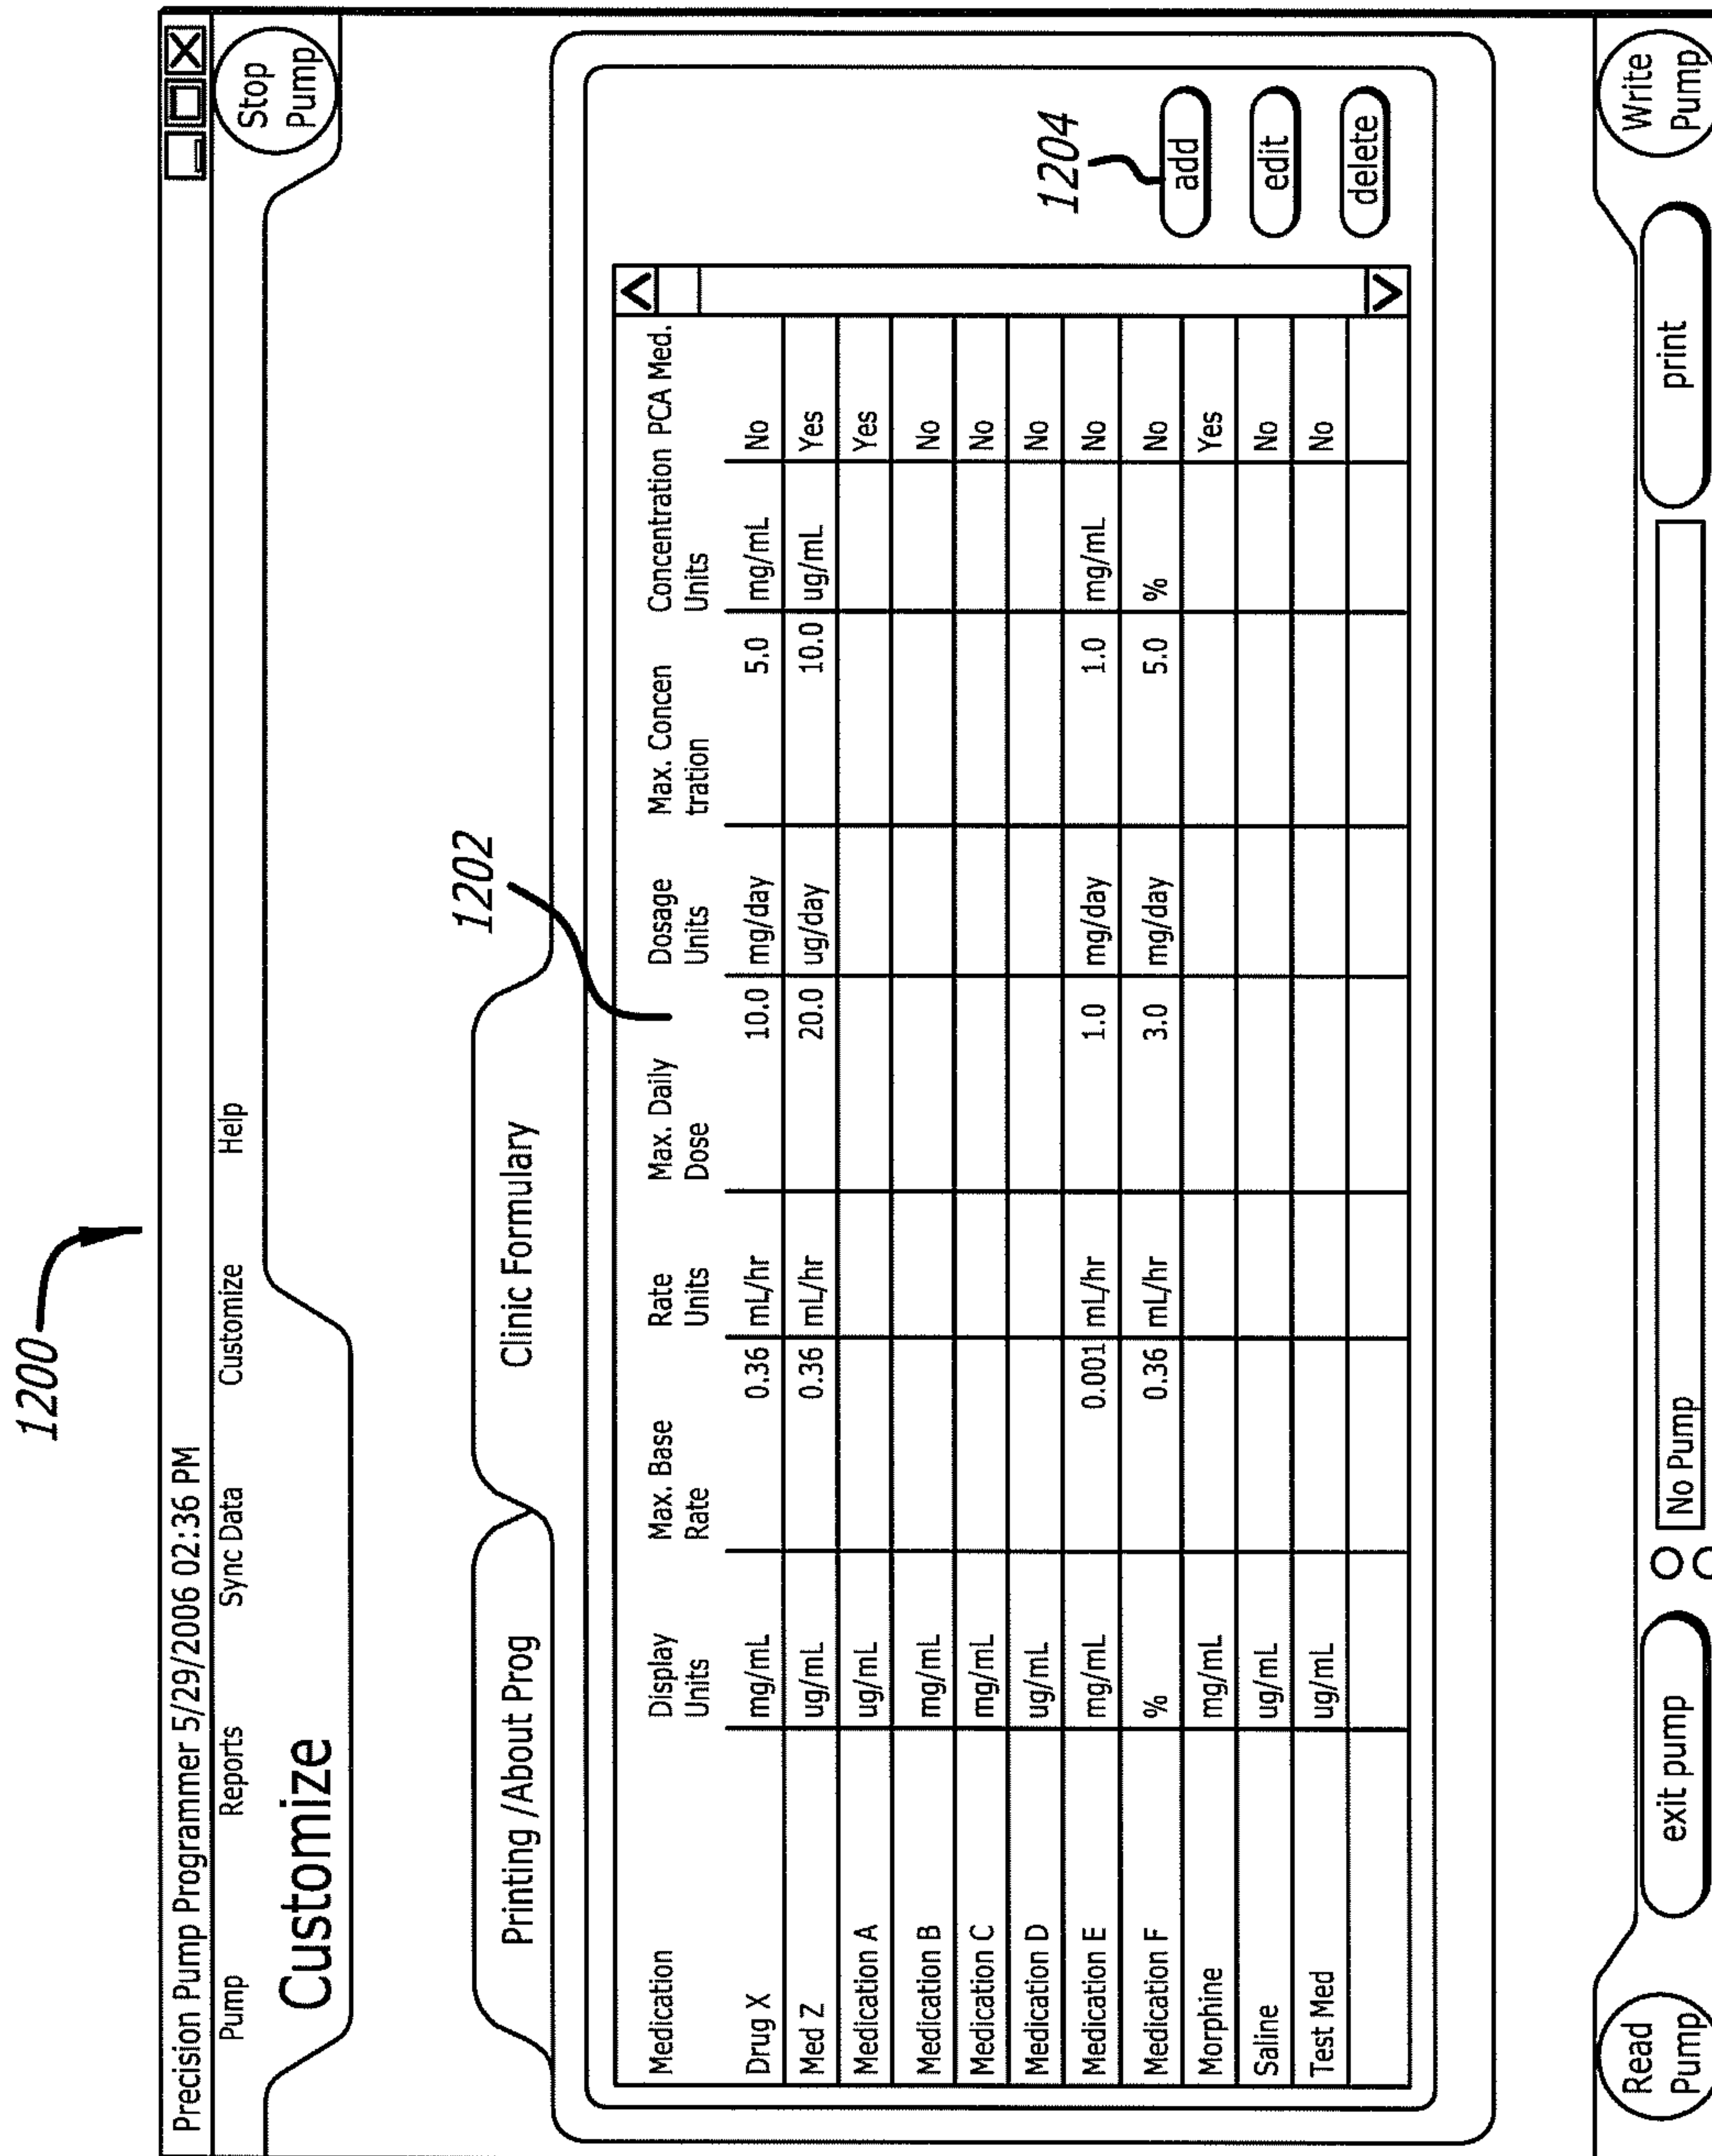 1200
Precision Pump Programmer 5/29/2006 02:36 PM
Pump Reports Sync Data Customize Help
Stop
Pump
Customize
1202
Printing /About Prog Clinic Formulary
Medication Display Max. Base Rate Max. Daily Dosage Max. Concen Concentration PCA Med.
Units Rate Units Dose Units tration Units
Drug X mg/mL 0.36 mL/hr 10.0 mg/day 5.0 mg/mL No
Med Z ug/mL 0.36 mL/hr 20.0 ug/day 10.0 ug/mL Yes
Medication A ug/mL Yes
Medication B mg/mL No
Medication C mg/mL No
Medication D ug/mL No
Medication E mg/mL 0.001 mL/hr 1.0 mg/day 1.0 mg/mL No
Medication F % 0.36 mL/hr 3.0 mg/day 5.0 % No
Morphine mg/mL Yes
Saline ug/mL No
Test Med ug/mL No
1204
add
edit
delete
Read
Pump
exit pump
No Pump
print
Write
Pump